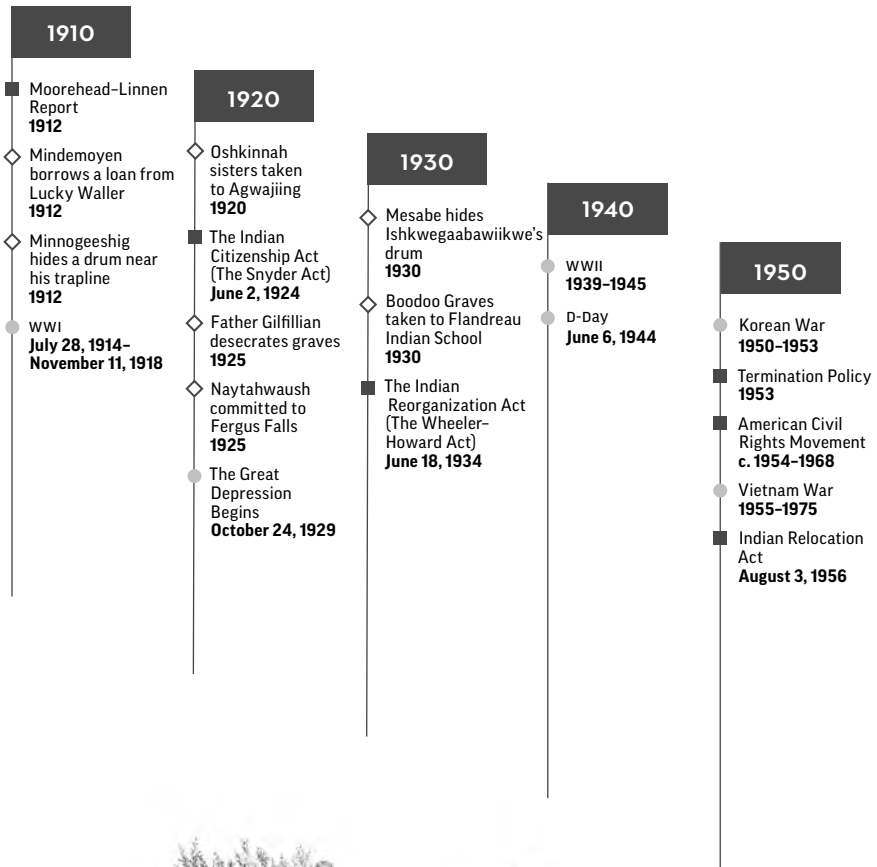 1910
Moorehead–Linnen
Report
1912
Mindemoyen
borrows a loan from
Lucky Waller
1912
Minnogeeshig
hides a drum near
his trapline
1912
WWI
July 28, 1914–
November 11, 1918
1920
Oshkinnah
sisters taken
to Agwajiing
1920
The Indian
Citizenship Act
(The Snyder Act)
June 2, 1924
Father Gilfillian
desecrates graves
1925
Naytahwaush
committed to
Fergus Falls
1925
The Great
Depression
Begins
October 24, 1929
1930
Mesabe hides
Ishkwegaabawiikwe's
drum
1930
Boodoo Graves
taken to Flandreau
Indian School
1930
The Indian
Reorganization Act
(The Wheeler–
Howard Act)
June 18, 1934
1940
WWII
1939–1945
D-Day
June 6, 1944
1950
Korean War
1950–1953
Termination Policy
1953
American Civil
Rights Movement
c. 1954–1968
Vietnam War
1955–1975
Indian Relocation
Act
August 3, 1956